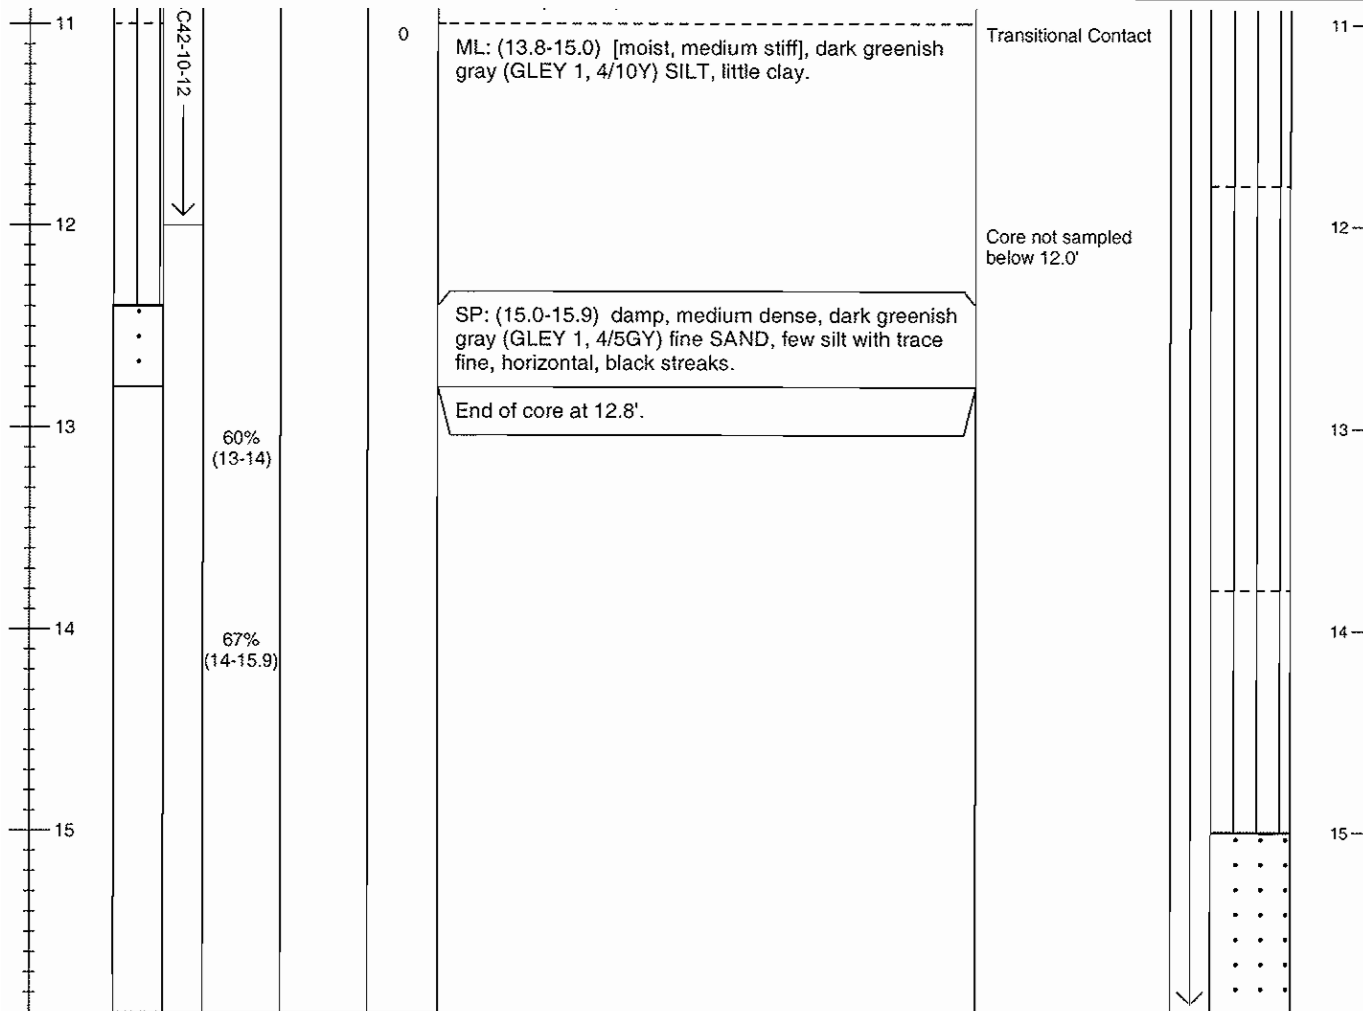 11
C42-10-12
0
ML: (13.8-15.0) [moist, medium stiff], dark greenish
gray (GLEY 1, 4/10Y) SILT, little clay.
Transitional Contact
11
12
Core not sampled
below 12.0'
12
SP: (15.0-15.9) damp, medium dense, dark greenish
gray (GLEY 1, 4/5GY) fine SAND, few silt with trace
fine, horizontal, black streaks.
End of core at 12.8'.
13
60%
(13-14)
13
14
67%
(14-15.9)
14
15
15